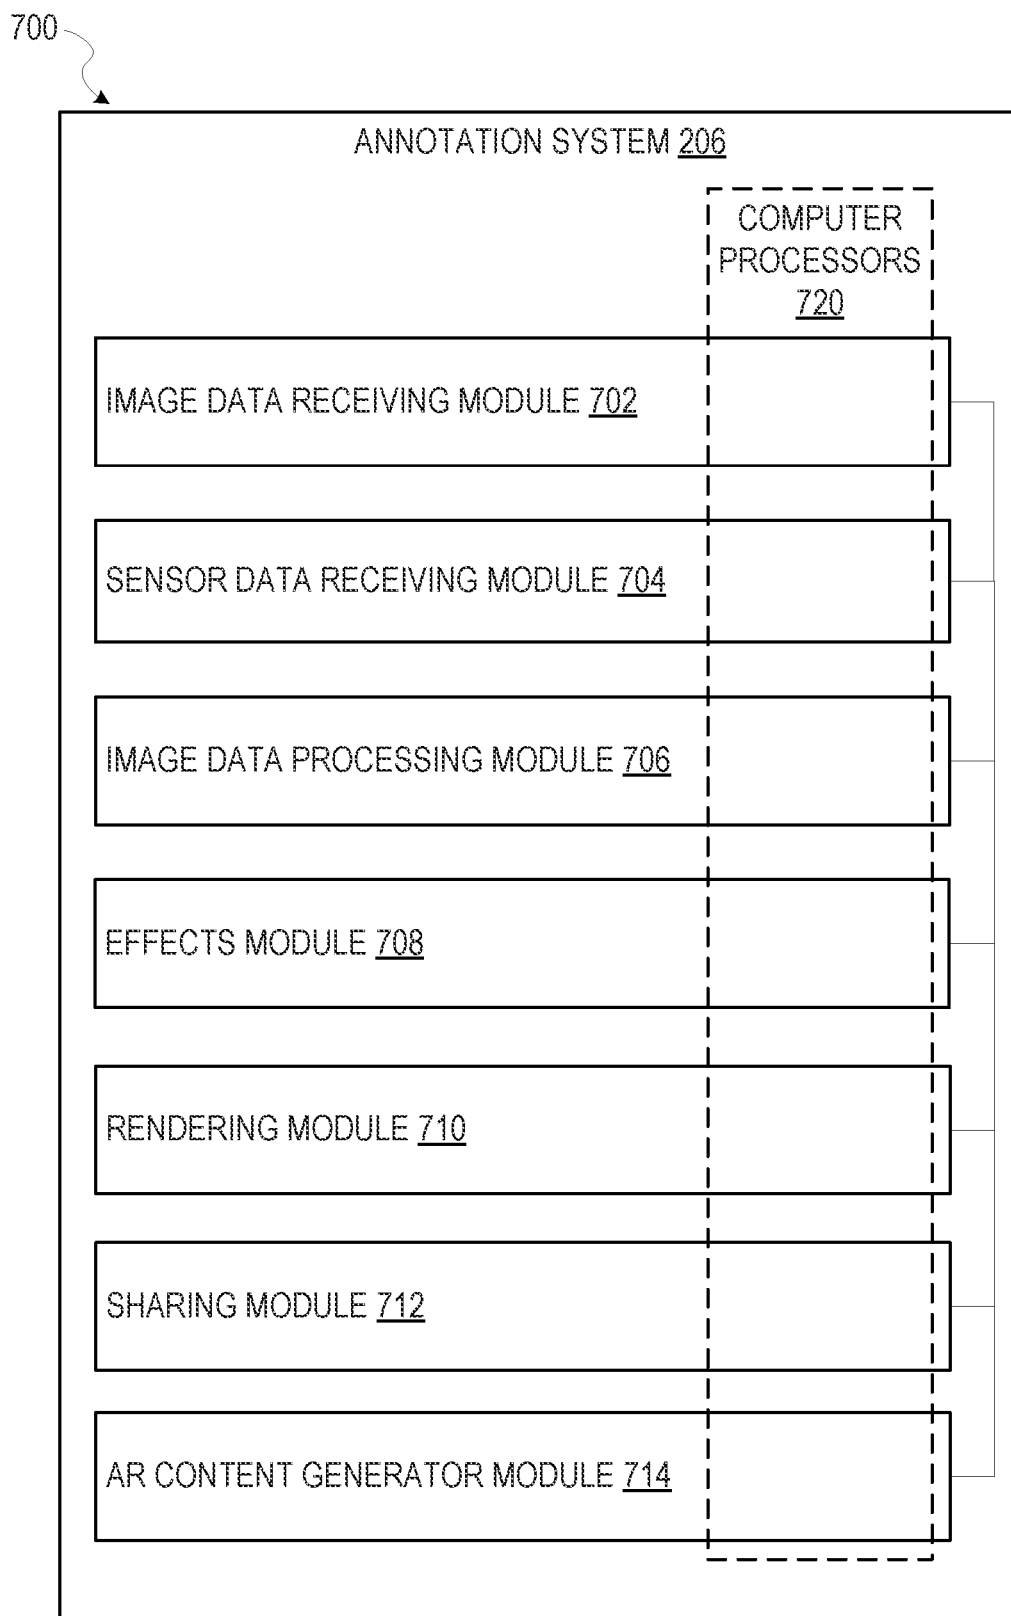 700
ANNOTATION SYSTEM 206
COMPUTER
PROCESSORS
720
IMAGE DATA RECEIVING MODULE 702
SENSOR DATA RECEIVING MODULE 704
IMAGE DATA PROCESSING MODULE 706
EFFECTS MODULE 708
RENDERING MODULE 710
SHARING MODULE 712
AR CONTENT GENERATOR MODULE 714